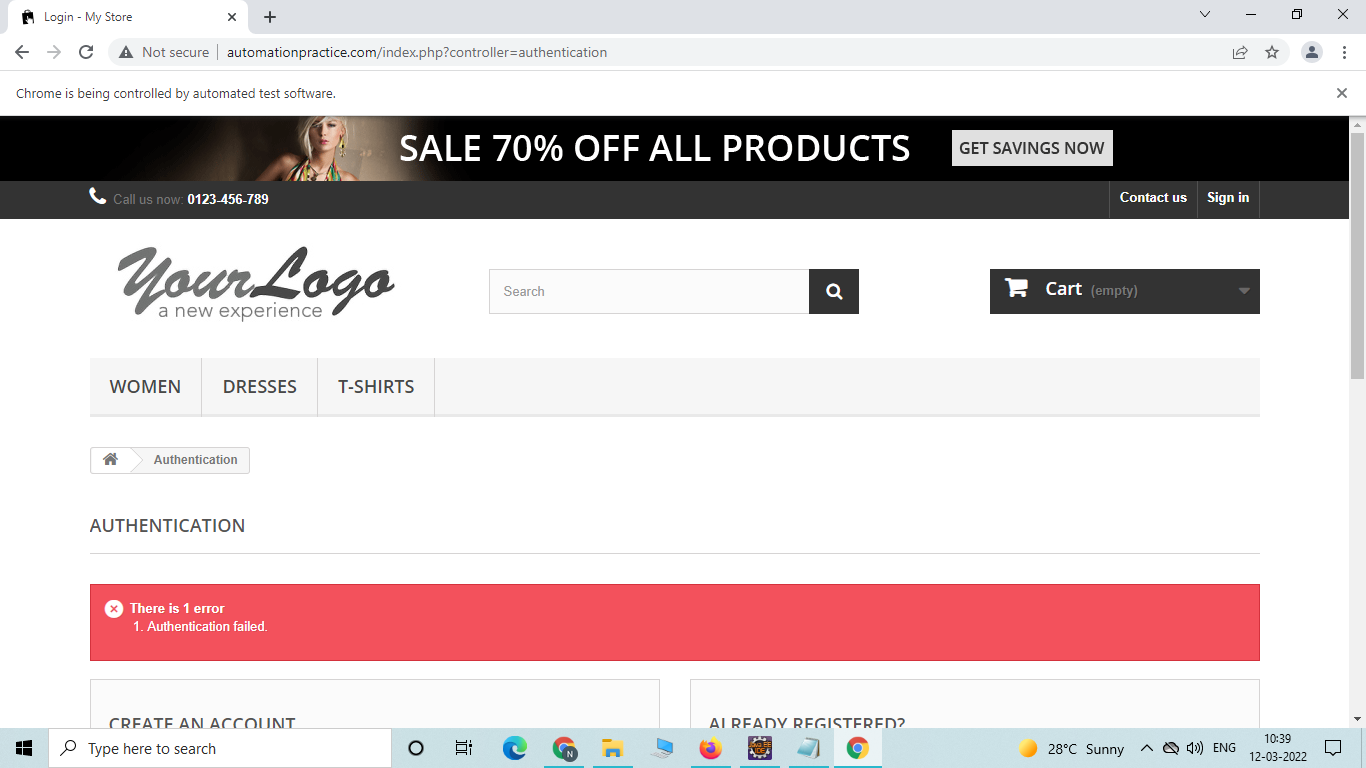 Login - My Store
Not secure automationpractice.com/index.php?controller=authentication
Chrome is being controlled by automated test software.
SALE 70% OFF ALL PRODUCTS GET SAVINGS NOW
Call us now: 0123-456-789 Contact us Sign in
YourLogo
a new experience
Search
Cart (empty)
WOMEN DRESSES T-SHIRTS
Authentication
AUTHENTICATION
There is 1 error
1. Authentication failed.
CREATE AN ACCOUNT ALREADY REGISTERED?
Type here to search
N
28°C Sunny
ENG
10:39
12-03-2022